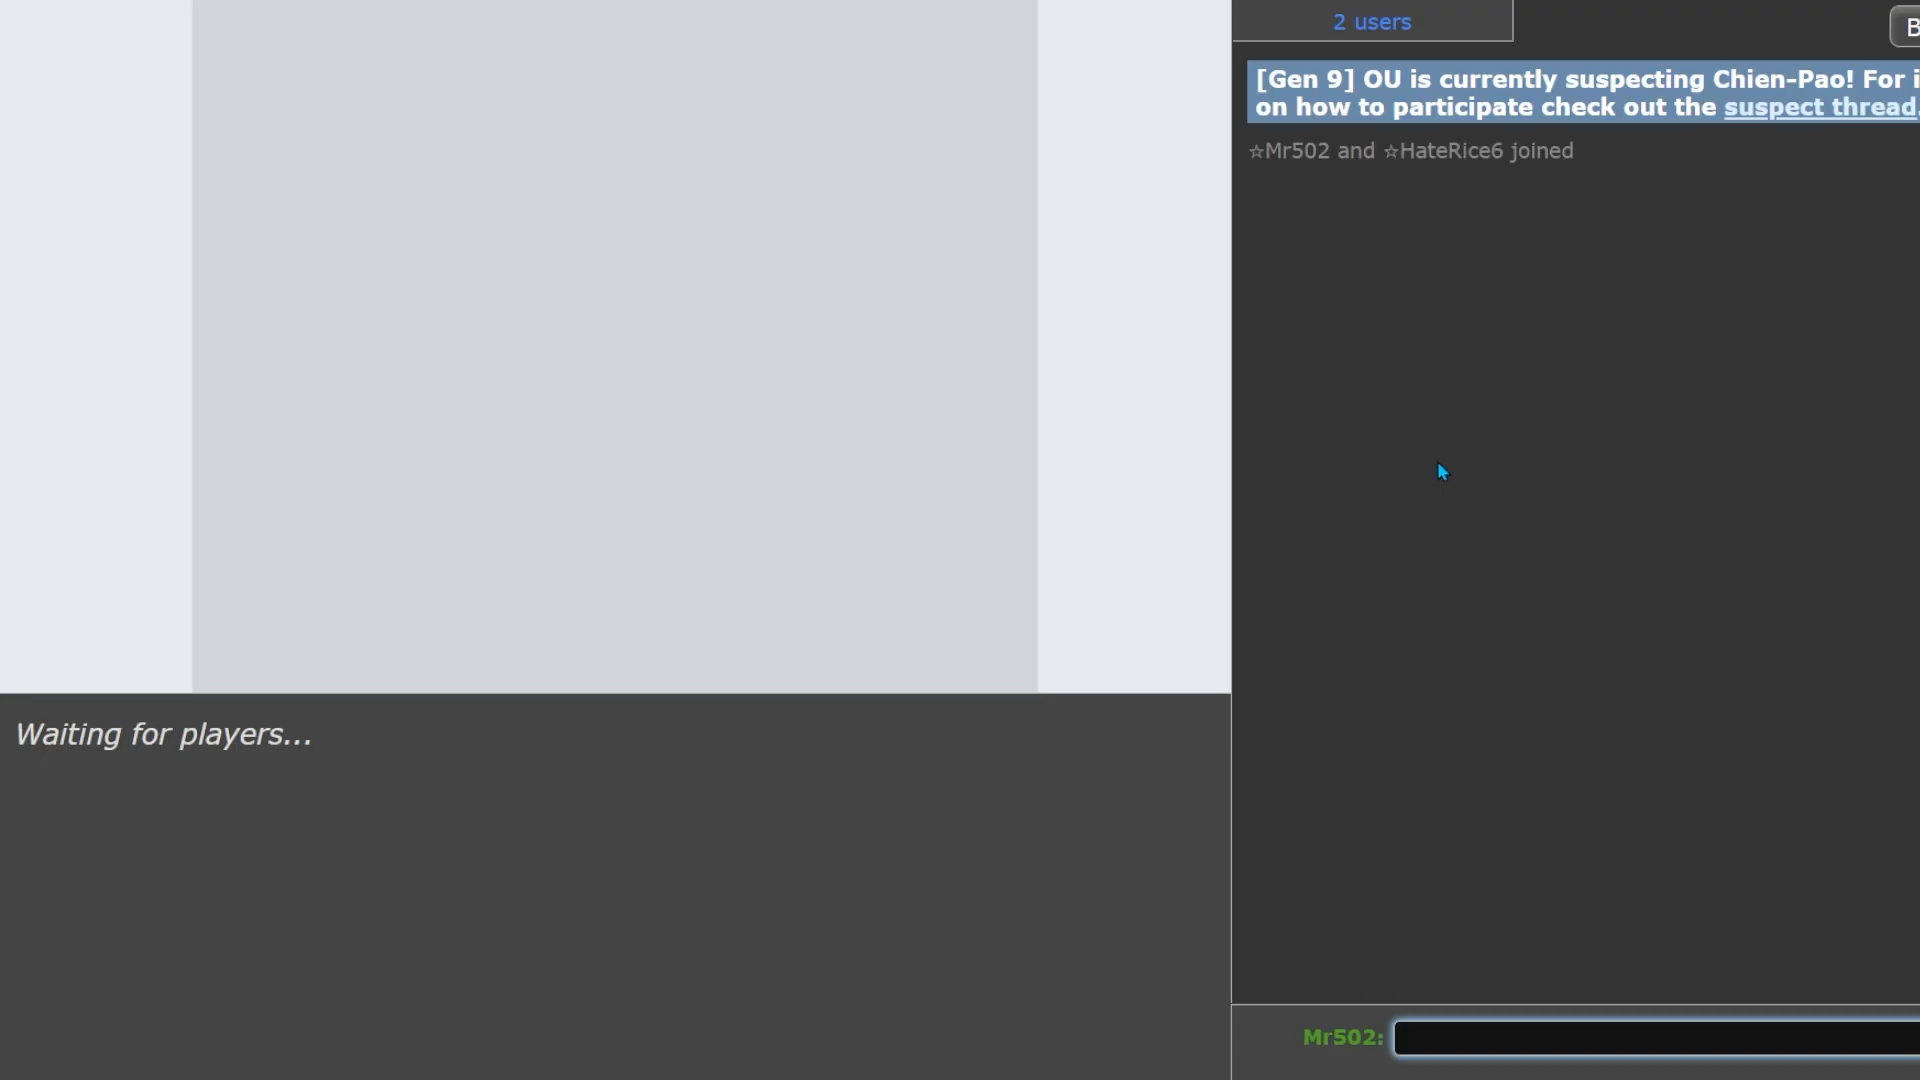 2 users
B
[Gen 9] OU is currently suspecting Chien-Pao! For i
on how to participate check out the suspect thread.
☆Mr502 and ☆HateRice6 joined
Waiting for players...
Mr502: